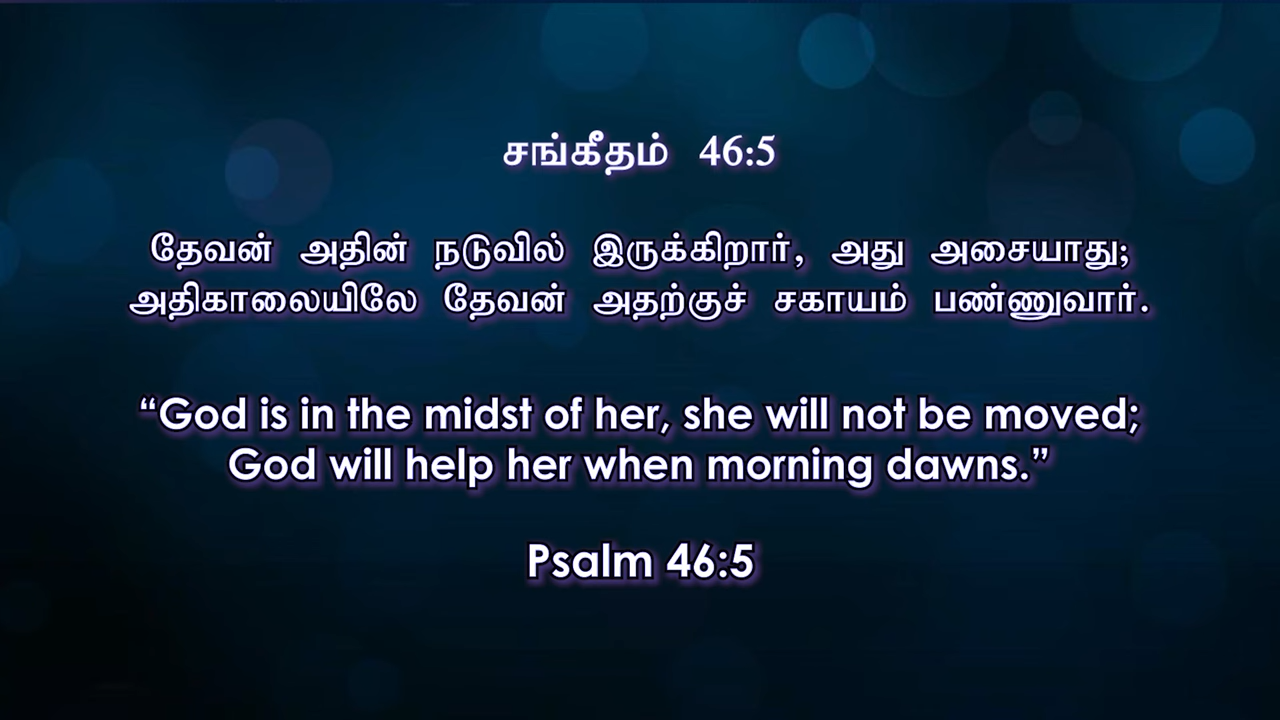 சங்கீதம் 46:5
தேவன் அதின் நடுவில் இருக்கிறார், அது அசையாது;
அதிகாலையிலே தேவன் அதற்குச் சகாயம் பண்ணுவார்.
“God is in the midst of her, she will not be moved;
God will help her when morning dawns.”
Psalm 46:5